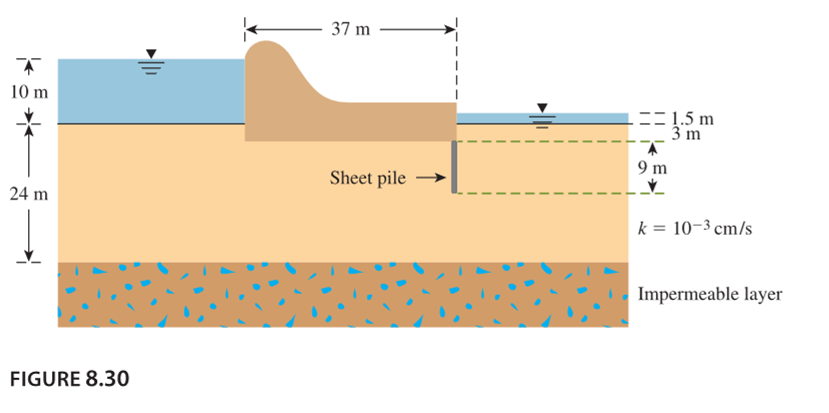 37 m
10 m
1.5 m
3 m
Sheet pile
9 m
24 m
k = 10⁻³ cm/s
Impermeable layer
FIGURE 8.30